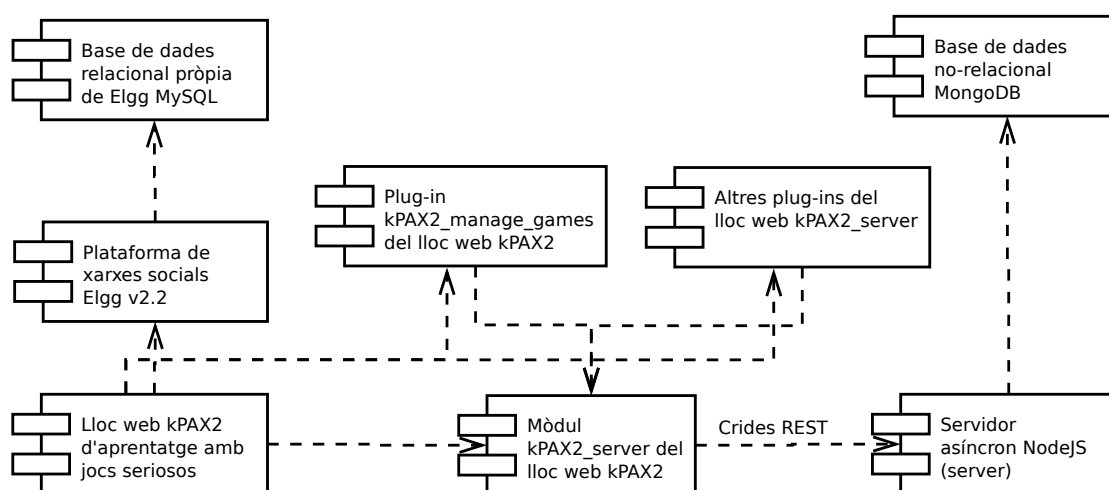 Base de dades
relacional pròpia
de Elgg MySQL
Base de dades
no-relacional
MongoDB
Plug-in
kPAX2_manage_games
del lloc web kPAX2
Altres plug-ins del
lloc web kPAX2_server
Plataforma de
xarxes socials
Elgg v2.2
Lloc web kPAX2
d'aprentatge amb
jocs seriosos
Mòdul
kPAX2_server del
lloc web kPAX2
Crides REST
Servidor
asíncron NodeJS
(server)